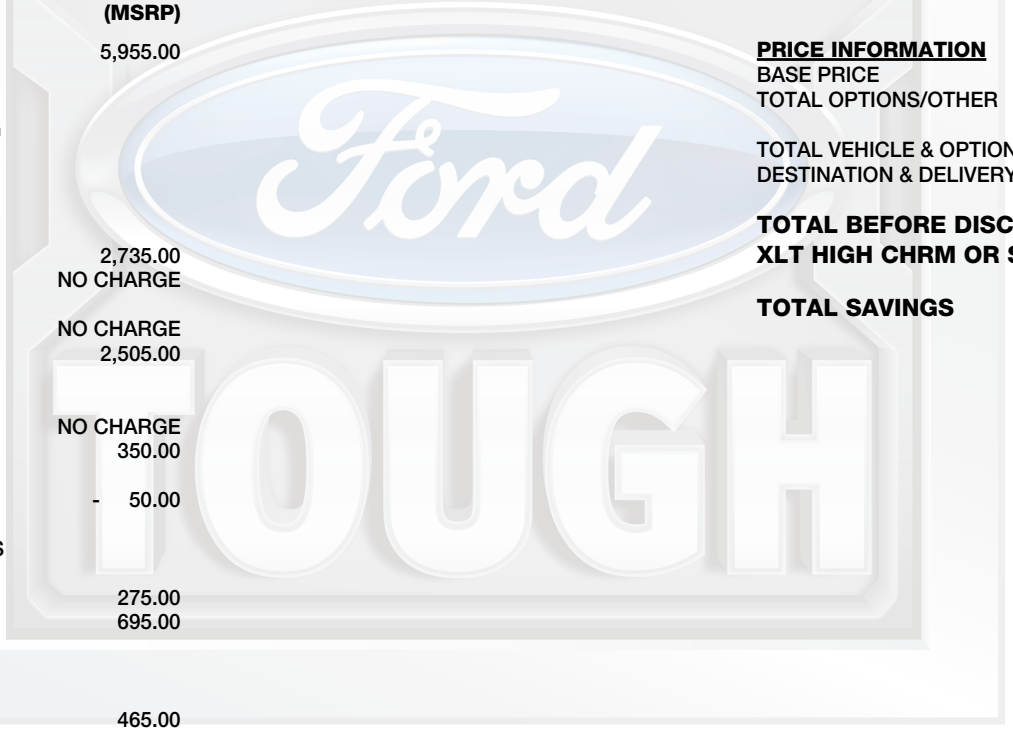 (MSRP)
5,955.00
2,735.00
NO CHARGE
NO CHARGE
2,505.00
NO CHARGE
350.00
- 50.00
275.00
695.00
465.00
PRICE INFORMATION
BASE PRICE
TOTAL OPTIONS/OTHER
TOTAL VEHICLE & OPTION
DESTINATION & DELIVERY
TOTAL BEFORE DISC
XLT HIGH CHRM OR S
TOTAL SAVINGS
Ford
TOUGH